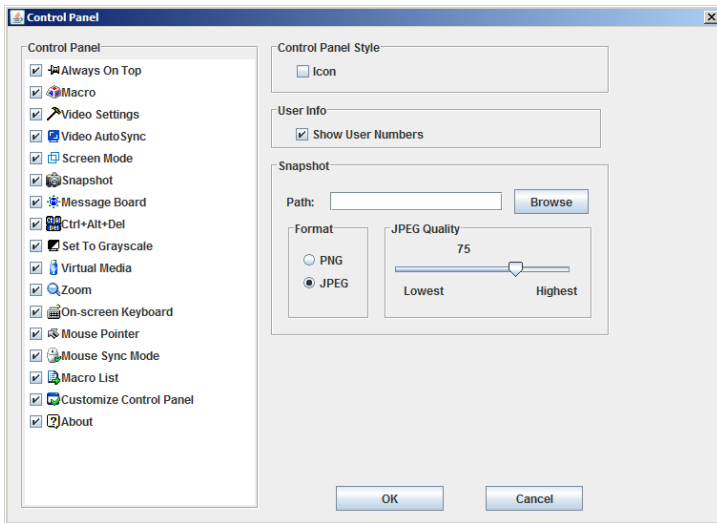 Control Panel
Control Panel
Always On Top
Macro
Video Settings
Video AutoSync
Screen Mode
Snapshot
Message Board
Ctrl+Alt+Del
Set To Grayscale
Virtual Media
Zoom
On-screen Keyboard
Mouse Pointer
Mouse Sync Mode
Macro List
Customize Control Panel
About
Control Panel Style
Icon
User Info
Show User Numbers
Snapshot
Path: Browse
Format
PNG
JPEG
JPEG Quality
75
Lowest Highest
OK Cancel